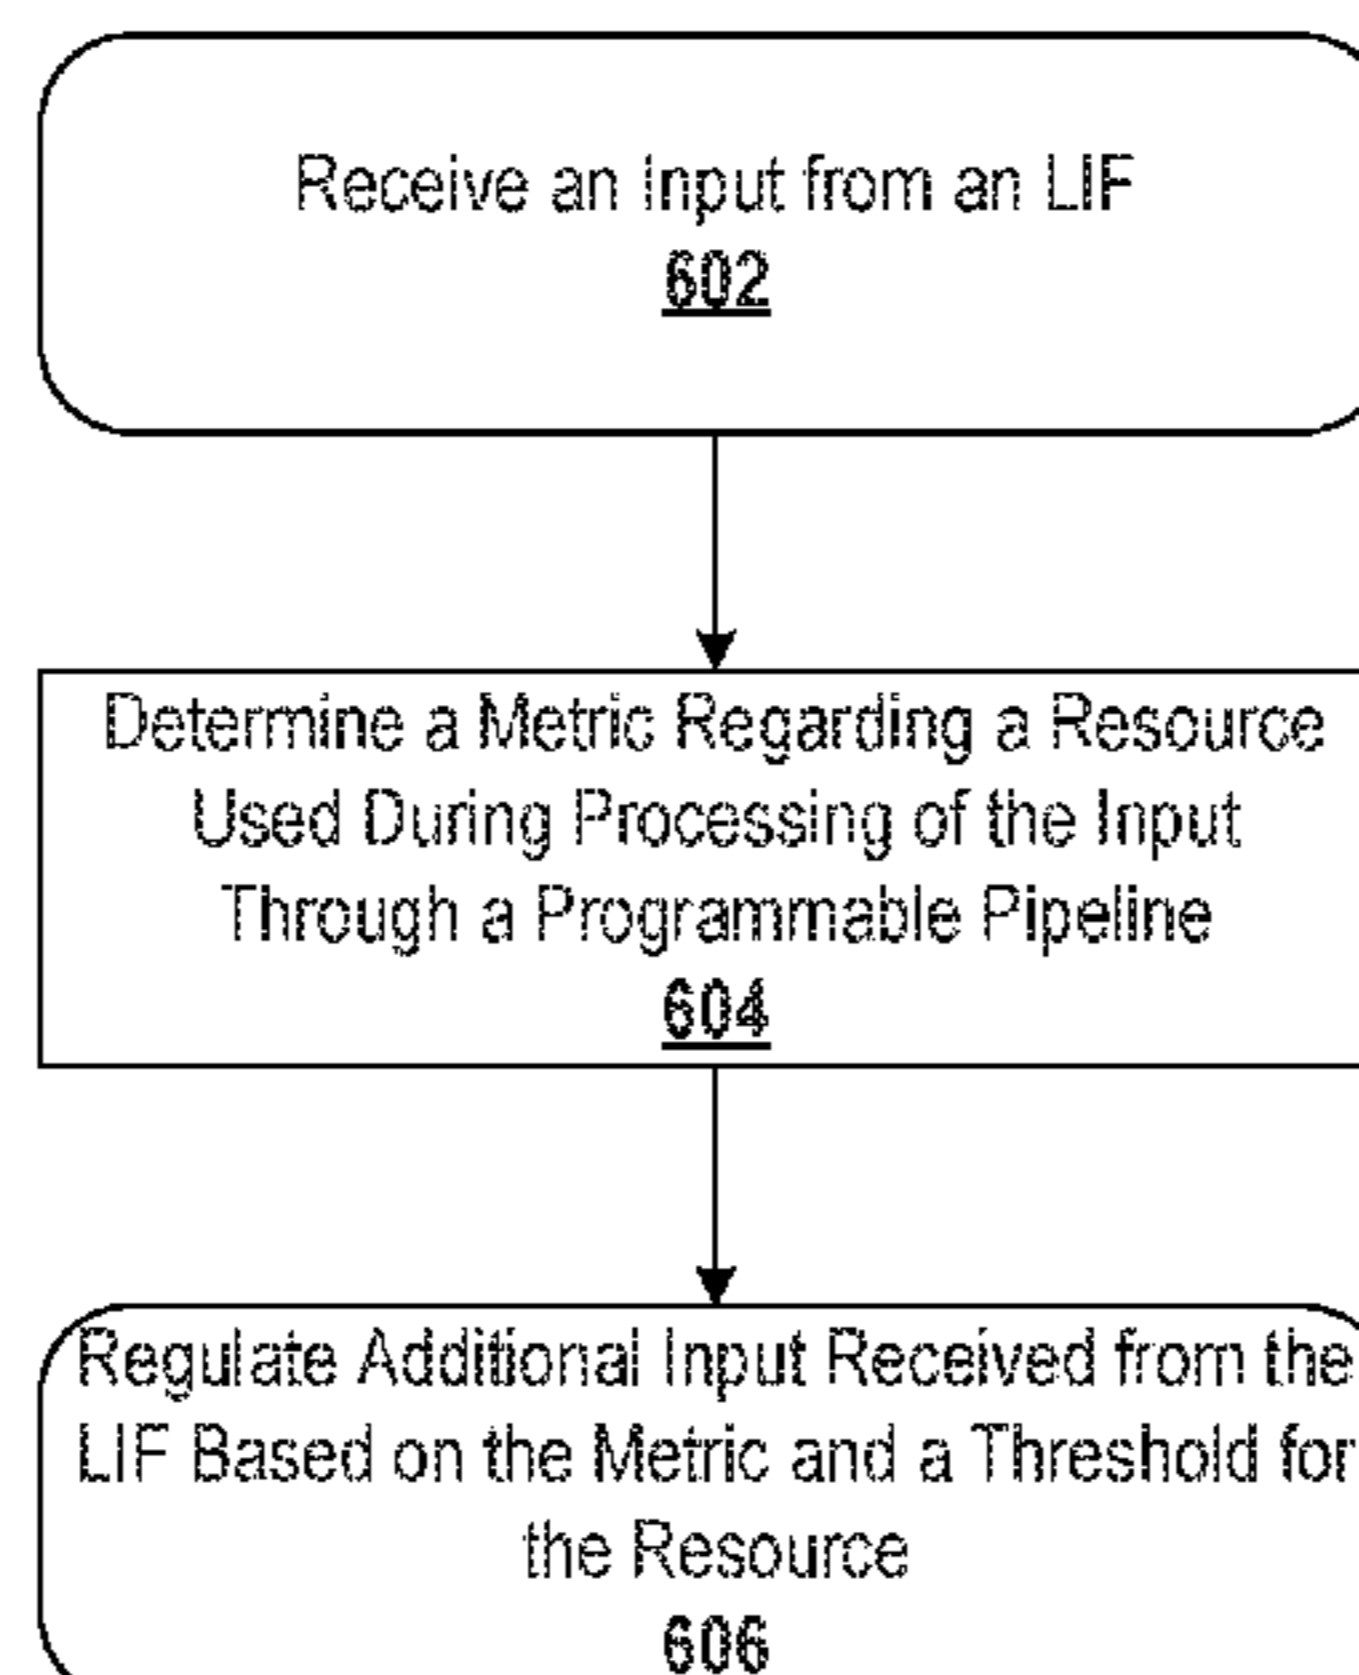 Receive an Input from an LIF
602
Determine a Metric Regarding a Resource
Used During Processing of the Input
Through a Programmable Pipeline
604
Regulate Additional Input Received from the
LIF Based on the Metric and a Threshold for
the Resource
606